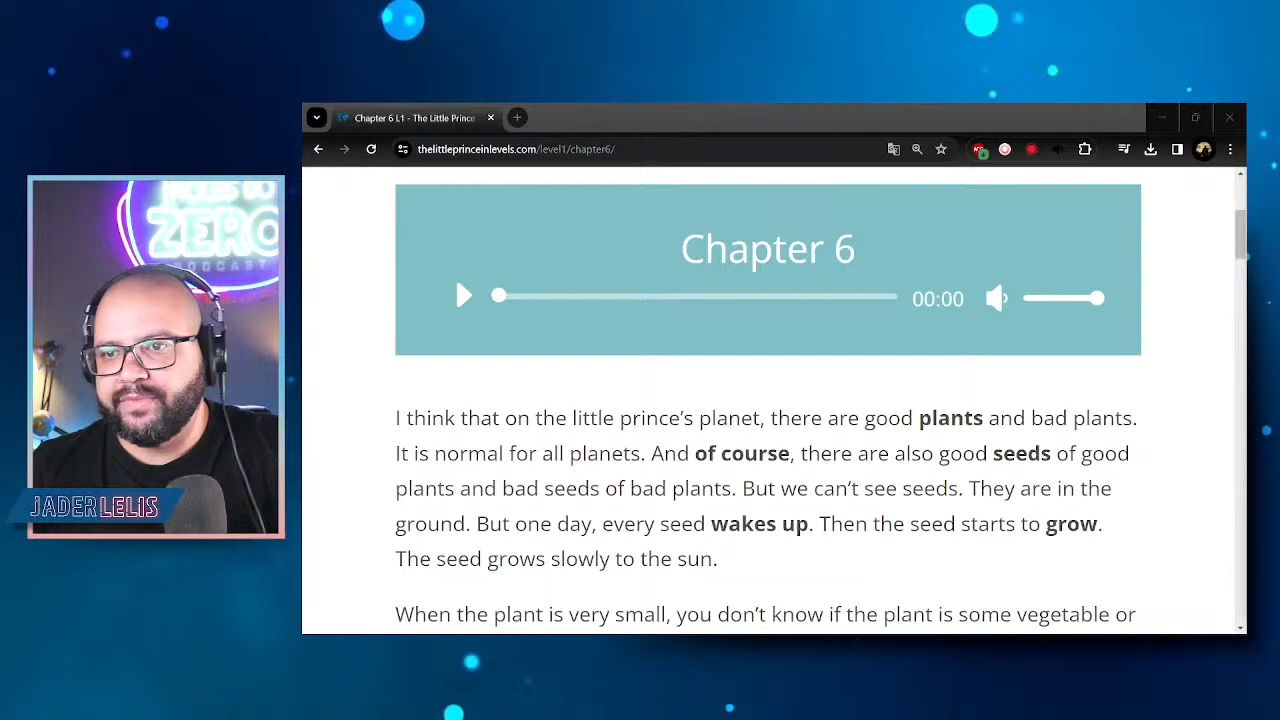 Chapter 6 L1 - The Little Prince
thelittleprinceinlevels.com/level1/chapter6/
Chapter 6
00:00
ZERO
PODCAST
JADERLELIS
I think that on the little prince's planet, there are good plants and bad plants.
It is normal for all planets. And of course, there are also good seeds of good
plants and bad seeds of bad plants. But we can't see seeds. They are in the
ground. But one day, every seed wakes up. Then the seed starts to grow.
The seed grows slowly to the sun.
When the plant is very small, you don't know if the plant is some vegetable or